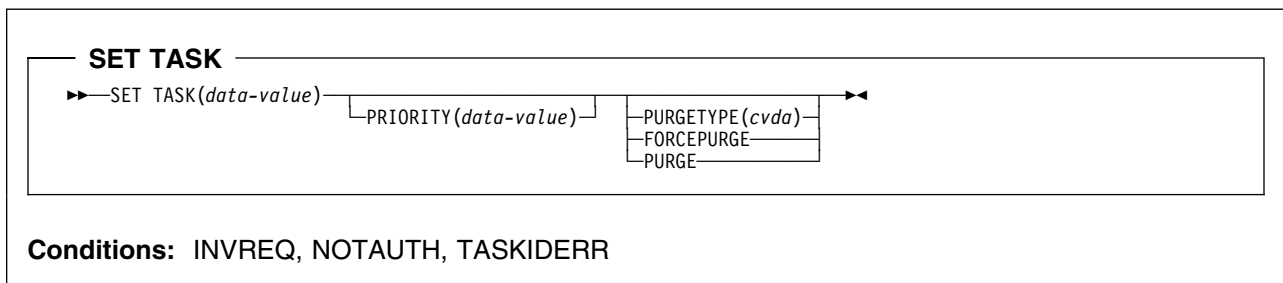 SET TASK
►►─SET TASK(data-value)─ ─PRIORITY(data-value)─ ─PURGETYPE(cvda)─ ─►◄
─FORCEPURGE─
─PURGE─
Conditions: INVREQ, NOTAUTH, TASKIDERR